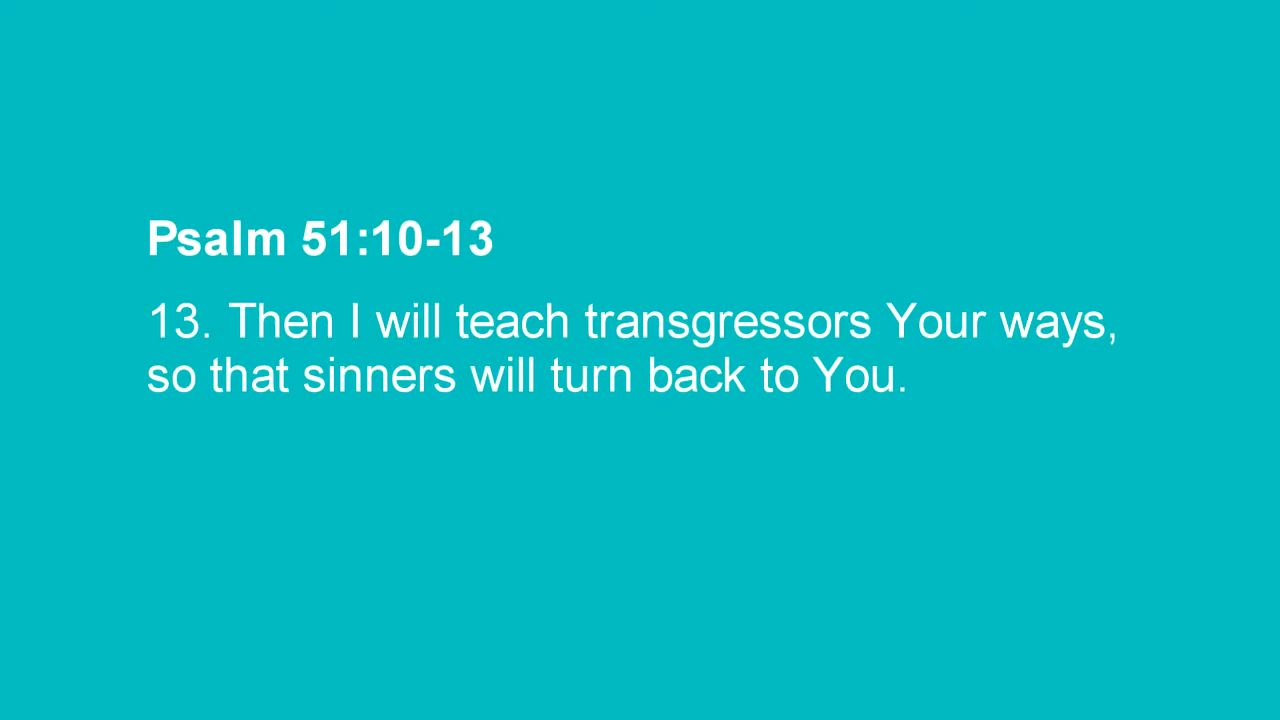 Psalm 51:10-13
13. Then I will teach transgressors Your ways,
so that sinners will turn back to You.